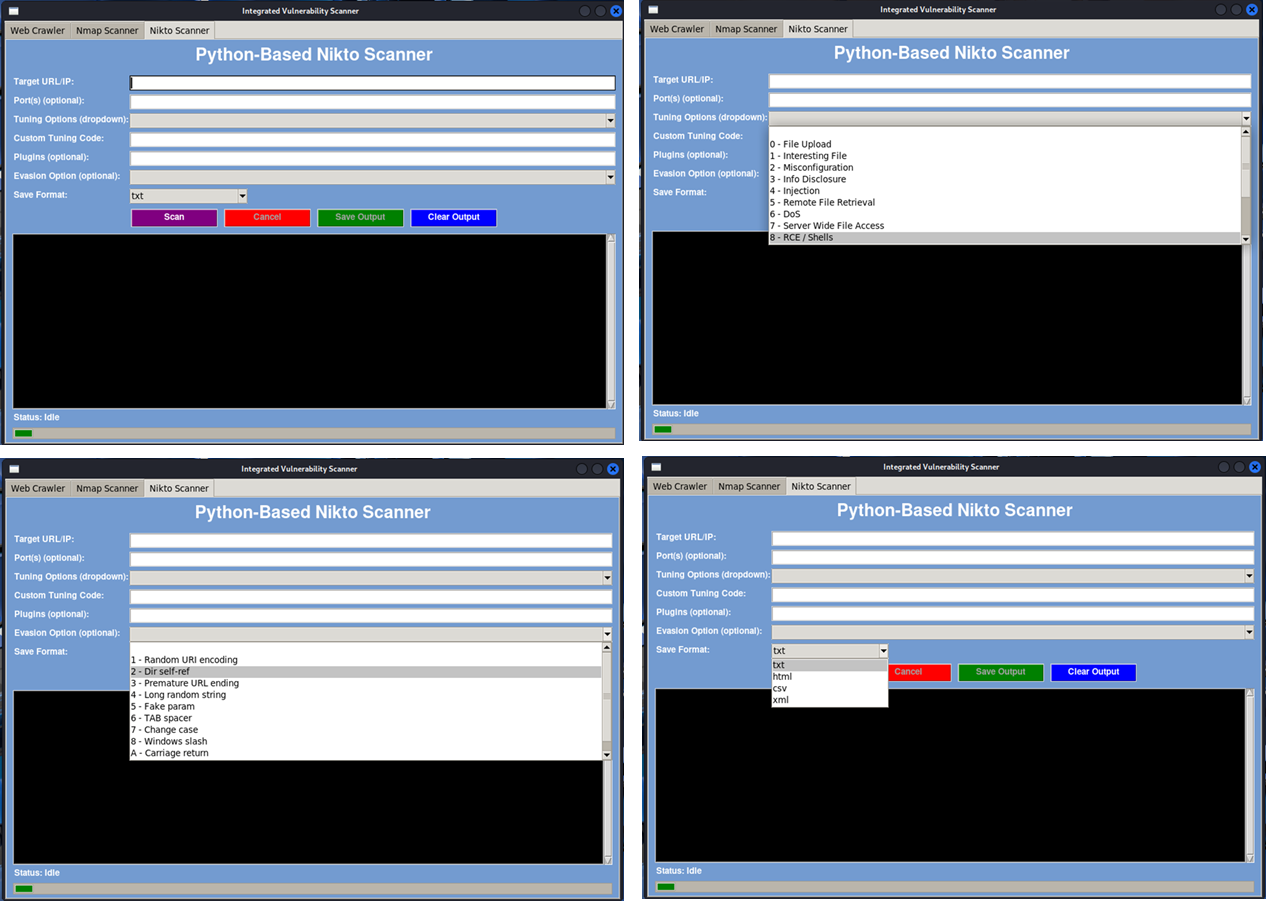 Integrated Vulnerability Scanner
Web Crawler Nmap Scanner Nikto Scanner
Python-Based Nikto Scanner
Target URL/IP:
Port(s) (optional):
Tuning Options (dropdown):
Custom Tuning Code:
Plugins (optional):
Evasion Option (optional):
Save Format: txt
Scan Cancel Save Output Clear Output
Status: Idle
Integrated Vulnerability Scanner
Web Crawler Nmap Scanner Nikto Scanner
Python-Based Nikto Scanner
Target URL/IP:
Port(s) (optional):
Tuning Options (dropdown):
Custom Tuning Code:
Plugins (optional):
Evasion Option (optional):
Save Format:
0 - File Upload
1 - Interesting File
2 - Misconfiguration
3 - Info Disclosure
4 - Injection
5 - Remote File Retrieval
6 - DoS
7 - Server Wide File Access
8 - RCE / Shells
Status: Idle
Integrated Vulnerability Scanner
Web Crawler Nmap Scanner Nikto Scanner
Python-Based Nikto Scanner
Target URL/IP:
Port(s) (optional):
Tuning Options (dropdown):
Custom Tuning Code:
Plugins (optional):
Evasion Option (optional):
Save Format:
1 - Random URI encoding
2 - Dir self-ref
3 - Premature URL ending
4 - Long random string
5 - Fake param
6 - TAB spacer
7 - Change case
8 - Windows slash
A - Carriage return
Status: Idle
Integrated Vulnerability Scanner
Web Crawler Nmap Scanner Nikto Scanner
Python-Based Nikto Scanner
Target URL/IP:
Port(s) (optional):
Tuning Options (dropdown):
Custom Tuning Code:
Plugins (optional):
Evasion Option (optional):
Save Format: txt
txt
html
csv
xml
Cancel Save Output Clear Output
Status: Idle